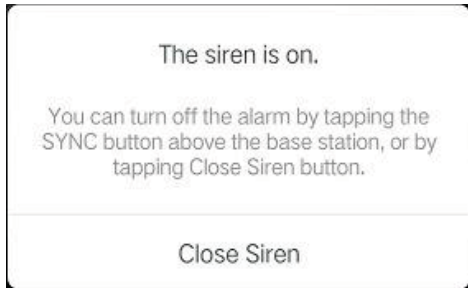 The siren is on.
You can turn off the alarm by tapping the
SYNC button above the base station, or by
tapping Close Siren button.
Close Siren